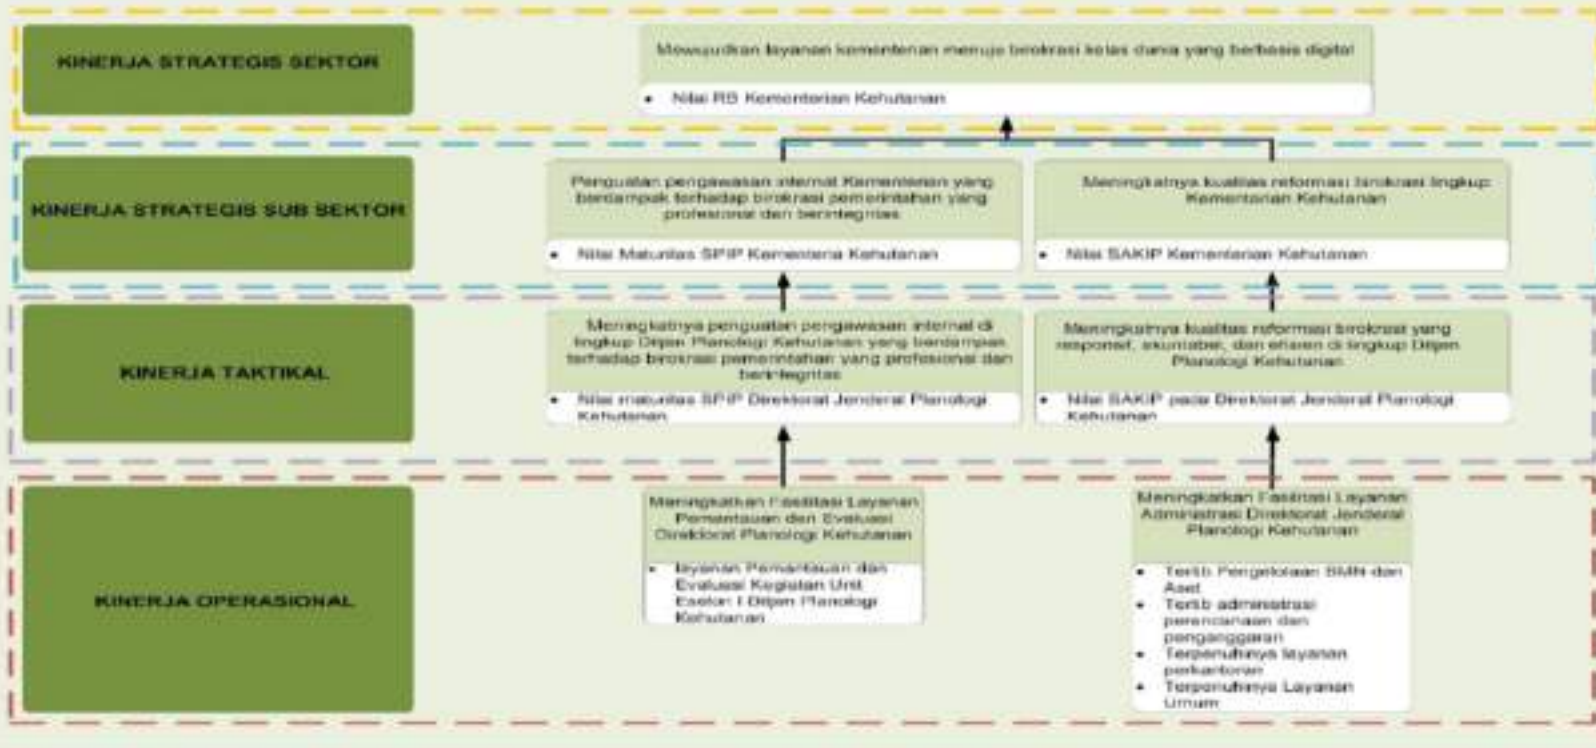 KINERJA STRATEGIS SEKTOR
Mewujudkan layanan kementerian menuju birokrasi kelas dunia yang berbasis digital
• Nilai RB Kementerian Kehutanan
KINERJA STRATEGIS SUB SEKTOR
Penguatan pengawasan internal Kementerian yang
berdampak terhadap birokrasi pemerintahan yang
profesional dan berintegritas
• Nilai Maturitas SPIP Kementeria Kehutanan
Meningkatnya kualitas reformasi birokrasi lingkup
Kementerian Kehutanan
• Nilai SAKIP Kementerian Kehutanan
KINERJA TAKTIKAL
Meningkatnya penguatan pengawasan internal di
lingkup Ditjen Planologi Kehutanan yang berdampak
terhadap birokrasi pemerintahan yang profesional dan
berintegritas
• Nilai maturitas SPIP Direktorat Jenderal Planologi
Kehutanan
Meningkatnya kualitas reformasi birokrasi yang
responsif, akuntabel, dan efisien di lingkup Ditjen
Planologi Kehutanan
• Nilai SAKIP pada Direktorat Jenderal Planologi
Kehutanan
KINERJA OPERASIONAL
Meningkatkan Fasilitasi Layanan
Pemantauan dan Evaluasi
Direktorat Planologi Kehutanan
• layanan Pemantauan dan
Evaluasi Kegiatan Unit
Eselon I Ditjen Planologi
Kehutanan
Meningkatkan Fasilitasi Layanan
Administrasi Direktorat Jenderal
Planologi Kehutanan
• Tertib Pengelolaan BMN dan
Aset
• Tertib administrasi
perencanaan dan
penganggaran
• Terpenuhinya layanan
perkantoran
• Terpenuhinya Layanan
Umum